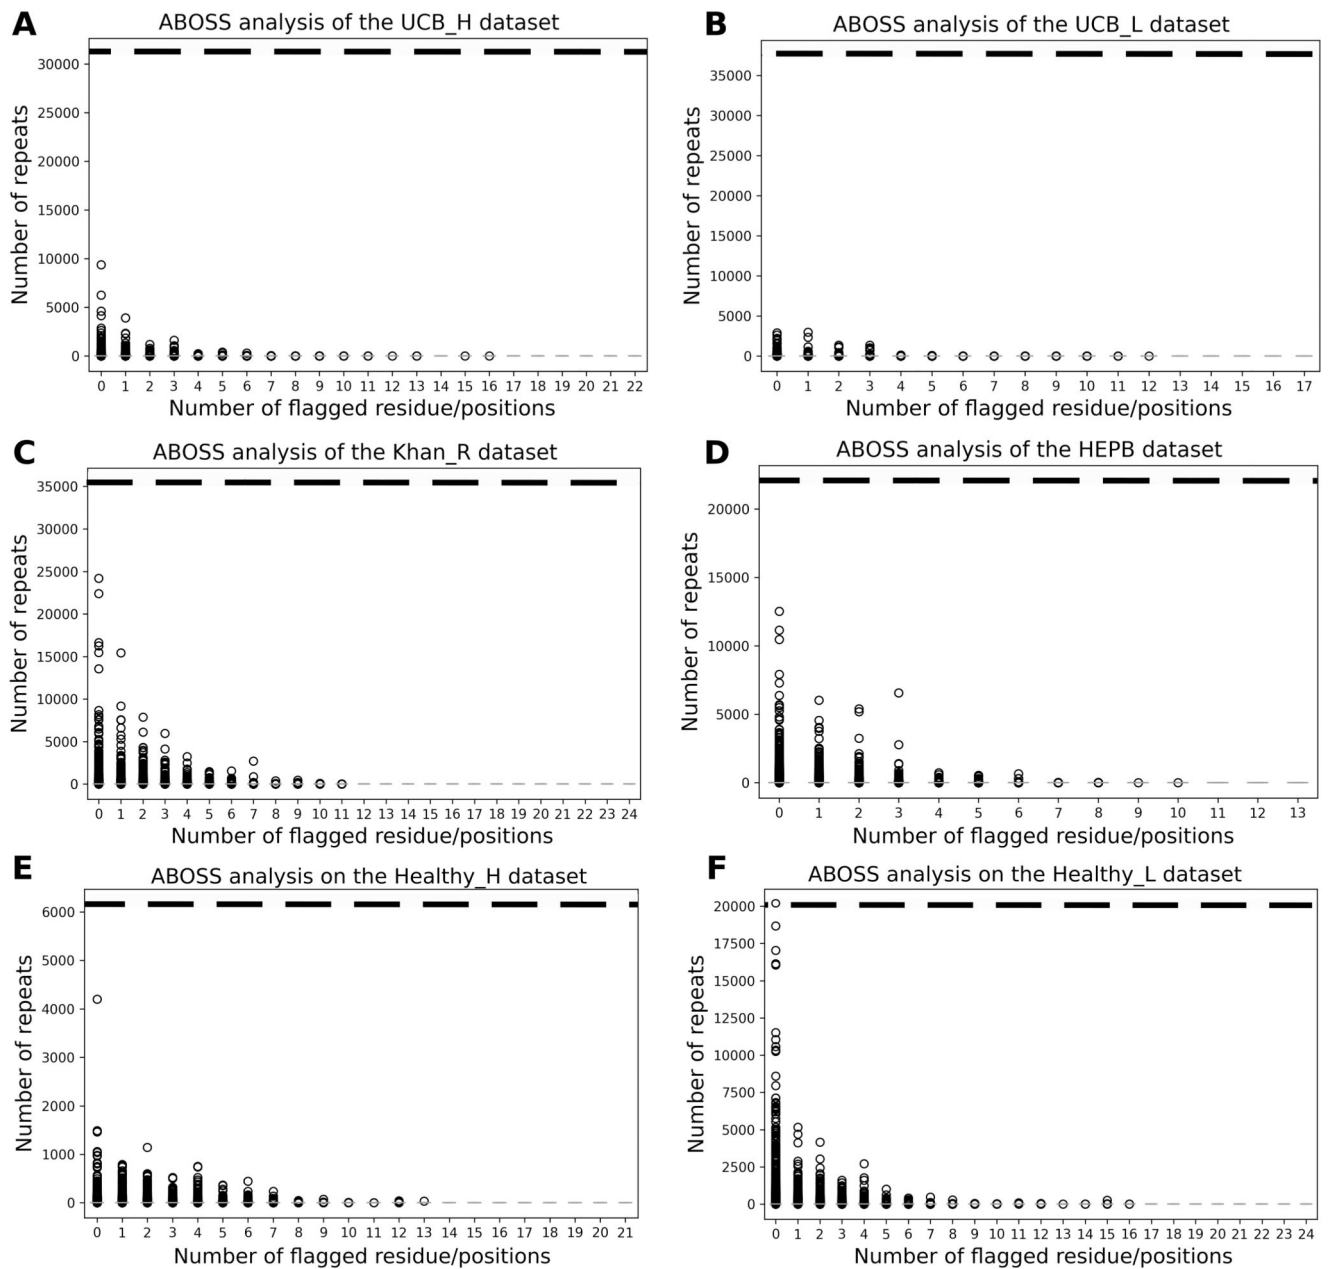 A
ABOSS analysis of the UCB_H dataset
Number of repeats
30000
25000
20000
15000
10000
5000
0
0 1 2 3 4 5 6 7 8 9 10 11 12 13 14 15 16 17 18 19 20 21 22
Number of flagged residue/positions
B
ABOSS analysis of the UCB_L dataset
Number of repeats
35000
30000
25000
20000
15000
10000
5000
0
0 1 2 3 4 5 6 7 8 9 10 11 12 13 14 15 16 17
Number of flagged residue/positions
C
ABOSS analysis of the Khan_R dataset
Number of repeats
35000
30000
25000
20000
15000
10000
5000
0
0 1 2 3 4 5 6 7 8 9 10 11 12 13 14 15 16 17 18 19 20 21 22 23 24
Number of flagged residue/positions
D
ABOSS analysis of the HEPB dataset
Number of repeats
20000
15000
10000
5000
0
0 1 2 3 4 5 6 7 8 9 10 11 12 13
Number of flagged residue/positions
E
ABOSS analysis on the Healthy_H dataset
Number of repeats
6000
5000
4000
3000
2000
1000
0
0 1 2 3 4 5 6 7 8 9 10 11 12 13 14 15 16 17 18 19 20 21
Number of flagged residue/positions
F
ABOSS analysis on the Healthy_L dataset
Number of repeats
20000
17500
15000
12500
10000
7500
5000
2500
0
0 1 2 3 4 5 6 7 8 9 10 11 12 13 14 15 16 17 18 19 20 21 22 23 24
Number of flagged residue/positions